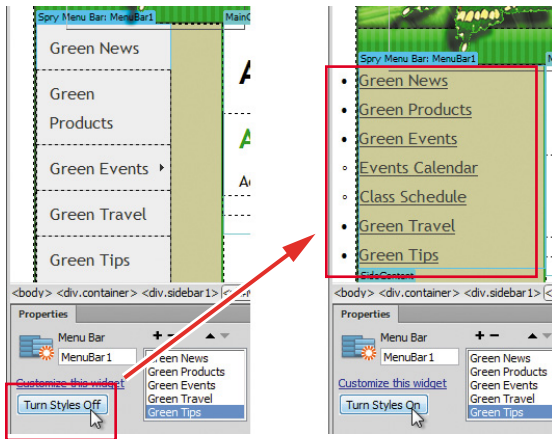 Spry Menu Bar: MenuBar1
Green News
Green
Products
Green Events
Green Travel
Green Tips
<body> <div.container> <div.sidebar1>
Properties
Menu Bar
MenuBar1
Customize this widget
Turn Styles Off
Green News
Green Products
Green Events
Green Travel
Green Tips
Spry Menu Bar: MenuBar1
Green News
Green Products
Green Events
Events Calendar
Class Schedule
Green Travel
Green Tips
SideContent
<body> <div.container> <div.sidebar1>
Properties
Menu Bar
MenuBar1
Customize this widget
Turn Styles On
Green News
Green Products
Green Events
Green Travel
Green Tips